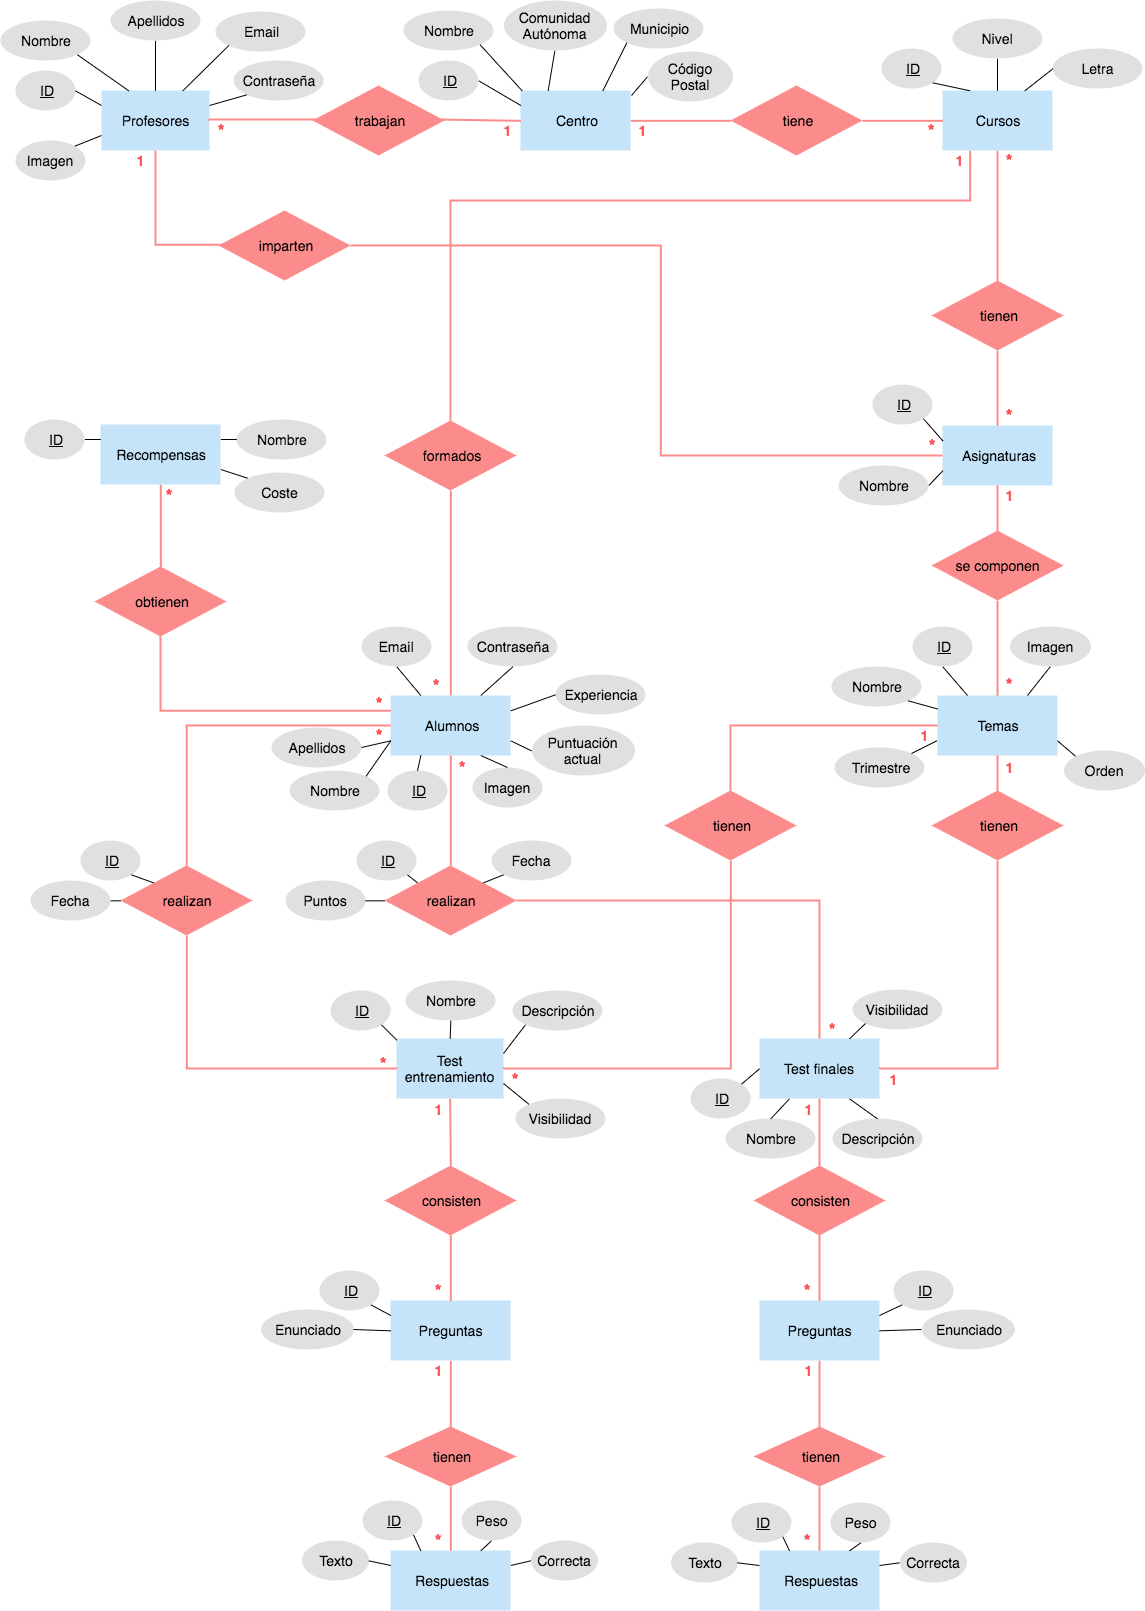 Apellidos
Nombre
Email
ID
Contraseña
Profesores
Imagen
*
1
trabajan
1
Nombre
Comunidad
Autónoma
Municipio
ID
Código
Postal
Centro
1
tiene
*
Nivel
ID
Letra
Cursos
1
*
imparten
tienen
*
ID
*
Asignaturas
Nombre
1
ID
Recompensas
Nombre
Coste
*
formados
obtienen
se componen
Email
Contraseña
Experiencia
*
*
Alumnos
*
Apellidos
Puntuación
actual
*
Nombre
ID
Imagen
ID
Imagen
Nombre
*
Temas
1
Trimestre
1
Orden
tienen
tienen
ID
Fecha
realizan
ID
Fecha
Puntos
realizan
ID
Nombre
Descripción
*
Test
entrenamiento
*
1
Visibilidad
Visibilidad
*
Test finales
1
ID
1
Nombre
Descripción
consisten
consisten
ID
*
Enunciado
Preguntas
1
*
ID
Preguntas
Enunciado
1
tienen
tienen
ID
Peso
*
Texto
Correcta
Respuestas
ID
Peso
*
Texto
Correcta
Respuestas